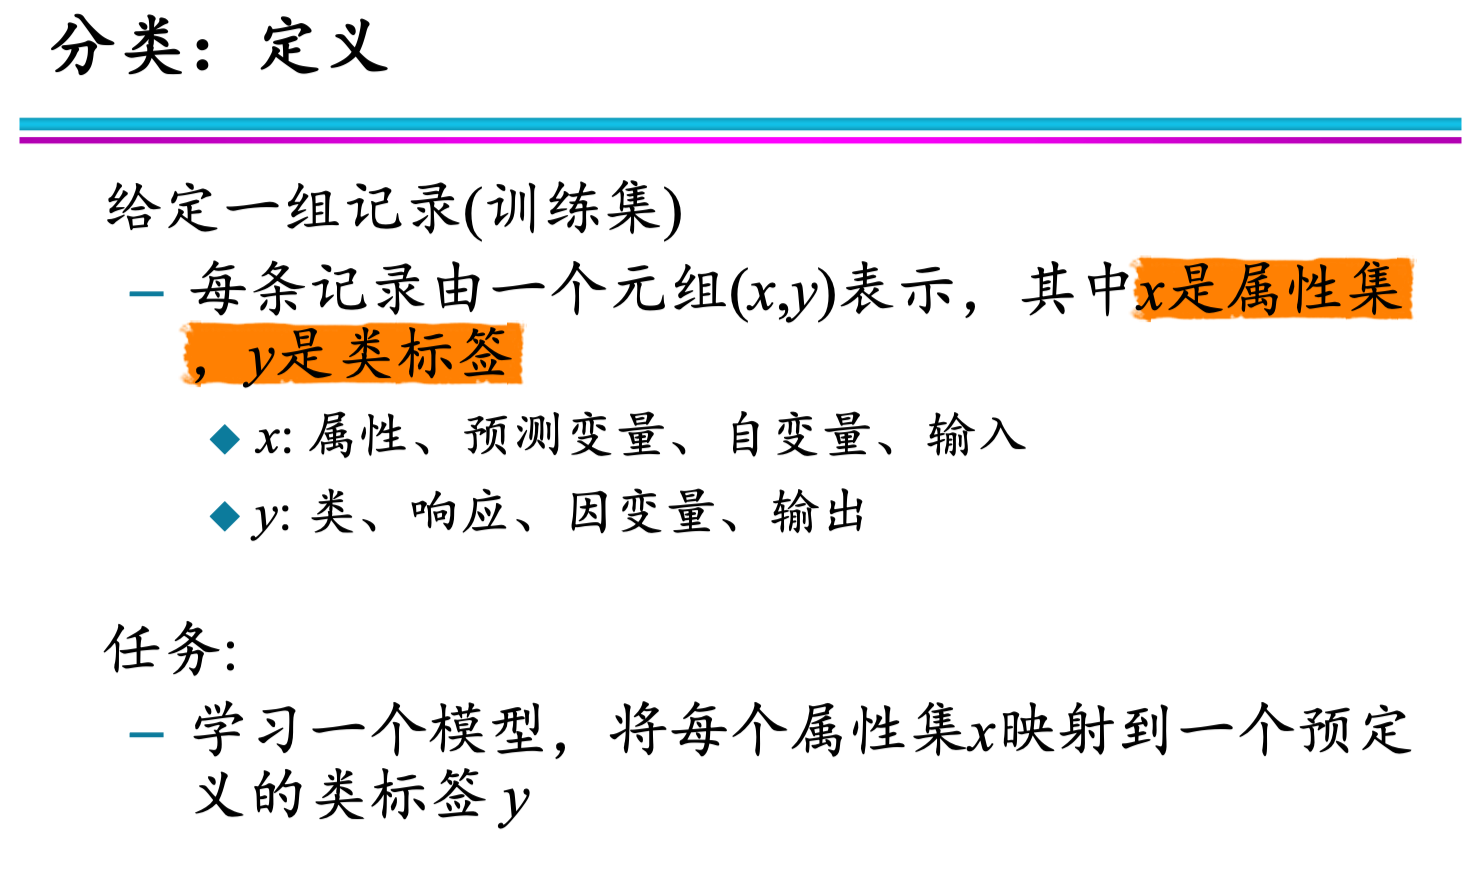 分类：定义
给定一组记录(训练集)
– 每条记录由一个元组(x,y)表示，其中x是属性集
，y是类标签
◆ x: 属性、预测变量、自变量、输入
◆ y: 类、响应、因变量、输出
任务:
– 学习一个模型，将每个属性集x映射到一个预定
义的类标签 y